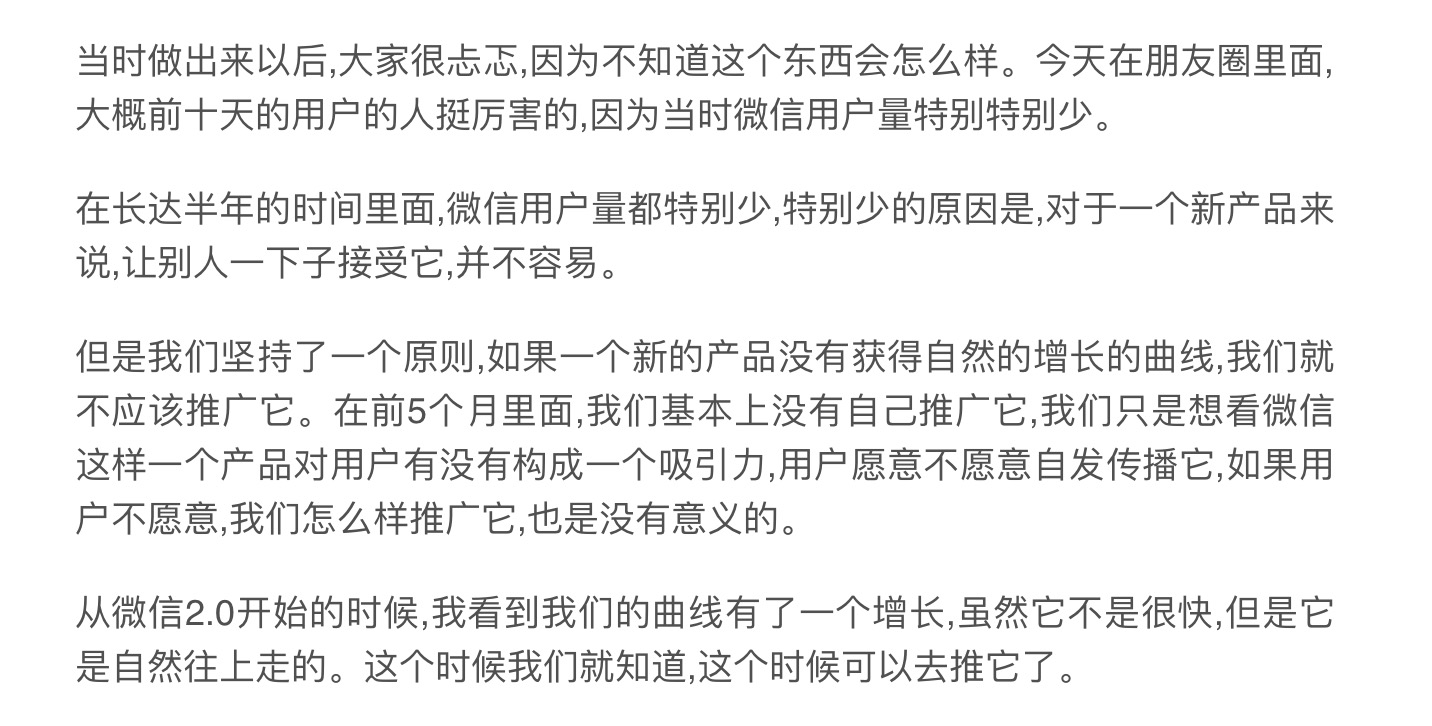 当时做出来以后,大家很忐忑,因为不知道这个东西会怎么样。今天在朋友圈里面,
大概前十天的用户的人挺厉害的,因为当时微信用户量特别特别少。
在长达半年的时间里面,微信用户量都特别少,特别少的原因是,对于一个新产品来
说,让别人一下子接受它,并不容易。
但是我们坚持了一个原则,如果一个新的产品没有获得自然的增长的曲线,我们就
不应该推广它。在前5个月里面,我们基本上没有自己推广它,我们只是想看微信
这样一个产品对用户有没有构成一个吸引力,用户愿意不愿意自发传播它,如果用
户不愿意,我们怎么样推广它,也是没有意义的。
从微信2.0开始的时候,我看到我们的曲线有了一个增长,虽然它不是很快,但是它
是自然往上走的。这个时候我们就知道,这个时候可以去推它了。